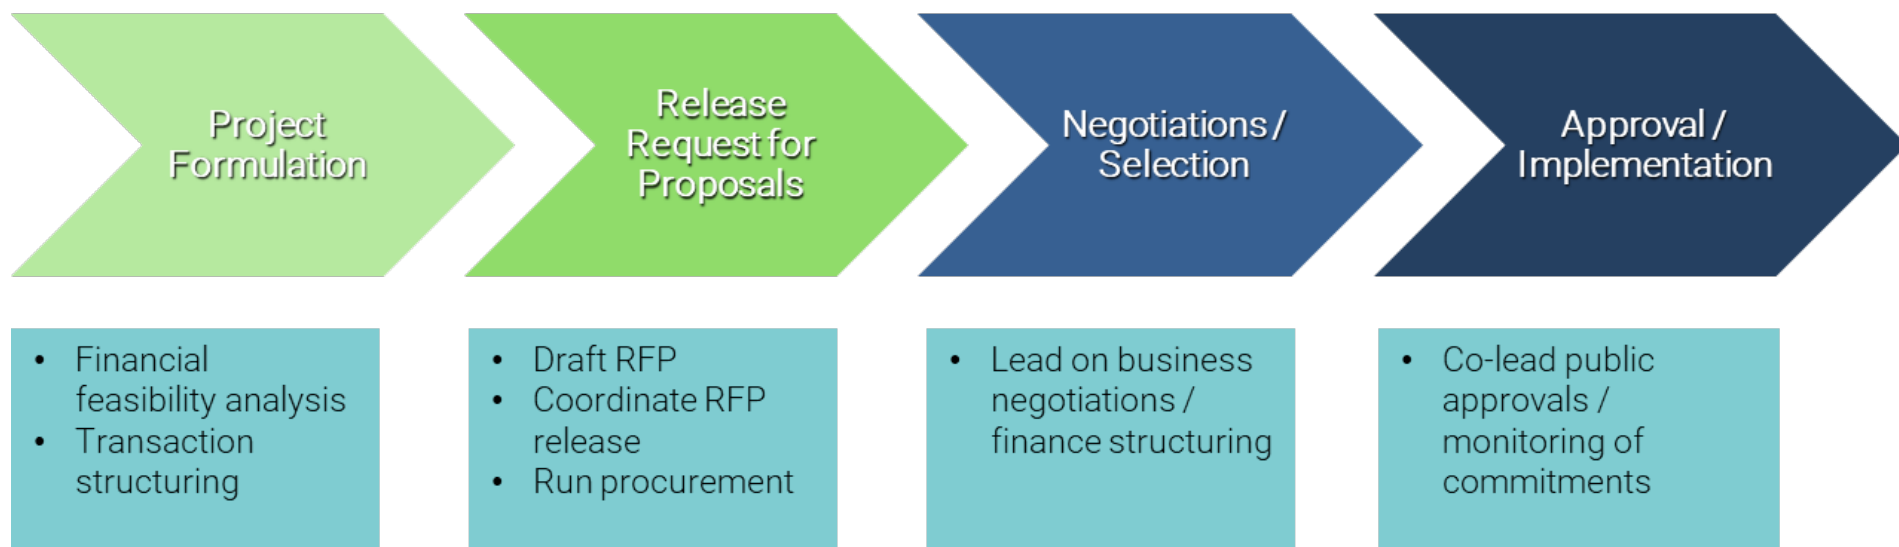 Project
Formulation
Release
Request for
Proposals
Negotiations /
Selection
Approval /
Implementation
• Financial
feasibility analysis
• Transaction
structuring
• Draft RFP
• Coordinate RFP
release
• Run procurement
• Lead on business
negotiations /
finance structuring
• Co-lead public
approvals /
monitoring of
commitments